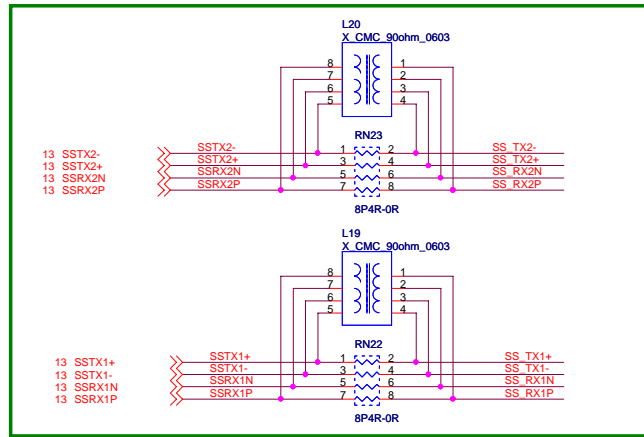 L20
X_CMC_90ohm_0603
8 1
7 2
6 3
5 4
RN23
13 SSTX2- SSTX2- 1 2 SS_TX2-
13 SSTX2+ SSTX2+ 3 4 SS_TX2+
13 SSRX2N SSRX2N 5 6 SS_RX2N
13 SSRX2P SSRX2P 7 8 SS_RX2P
8P4R-0R
L19
X_CMC_90ohm_0603
8 1
7 2
6 3
5 4
RN22
13 SSTX1+ SSTX1+ 1 2 SS_TX1+
13 SSTX1- SSTX1- 3 4 SS_TX1-
13 SSRX1N SSRX1N 5 6 SS_RX1N
13 SSRX1P SSRX1P 7 8 SS_RX1P
8P4R-0R